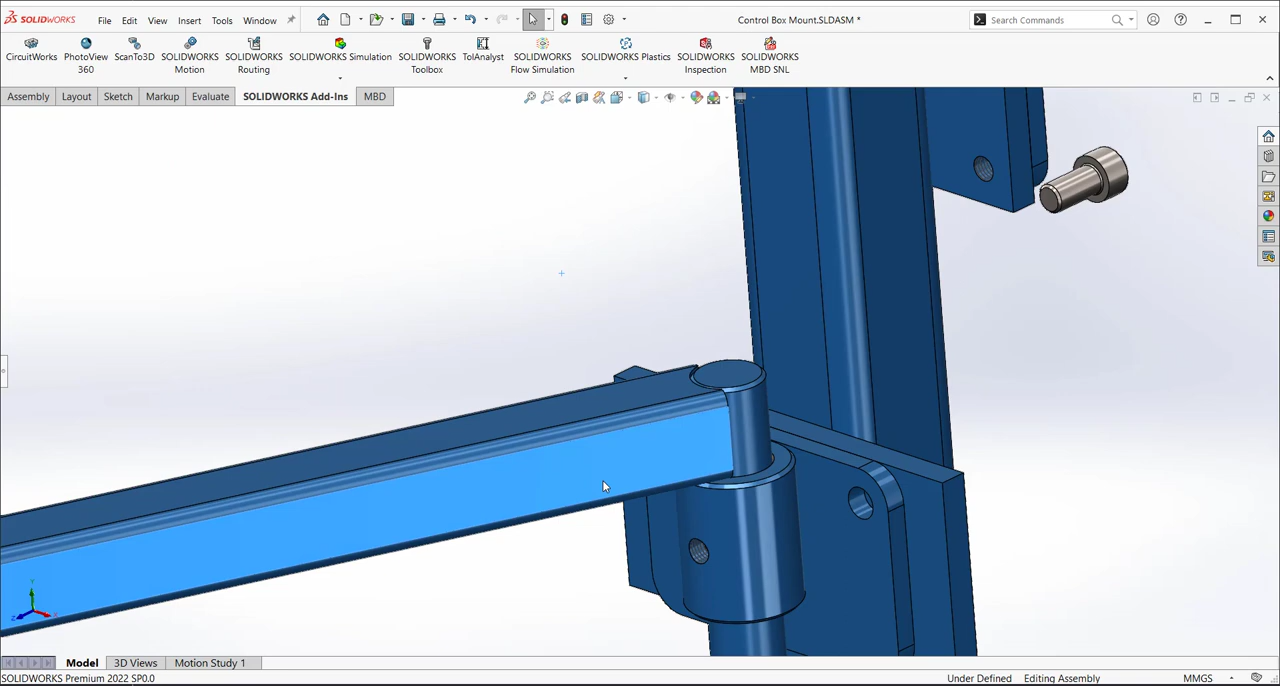 SOLIDWORKS File Edit View Insert Tools Window Control Box Mount.SLDASM * Search Commands
CircuitWorks PhotoView 360 ScanTo3D SOLIDWORKS Motion SOLIDWORKS Routing SOLIDWORKS Simulation SOLIDWORKS Toolbox TolAnalyst SOLIDWORKS Flow Simulation SOLIDWORKS Plastics SOLIDWORKS Inspection SOLIDWORKS MBD SNL
Assembly Layout Sketch Markup Evaluate SOLIDWORKS Add-Ins MBD
Y
Z X
Model 3D Views Motion Study 1
SOLIDWORKS Premium 2022 SP0.0 Under Defined Editing Assembly MMGS